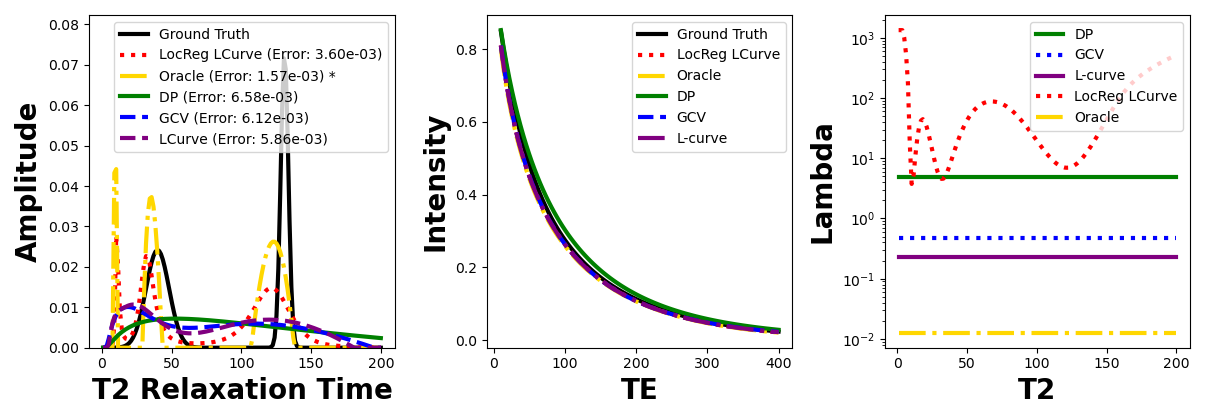 Amplitude
0.08
0.07
0.06
0.05
0.04
0.03
0.02
0.01
0.00
0 50 100 150 200
T2 Relaxation Time
Ground Truth
LocReg LCurve (Error: 3.60e-03)
Oracle (Error: 1.57e-03) *
DP (Error: 6.58e-03)
GCV (Error: 6.12e-03)
LCurve (Error: 5.86e-03)
Intensity
0.8
0.6
0.4
0.2
0.0
0 100 200 300 400
TE
Ground Truth
LocReg LCurve
Oracle
DP
GCV
L-curve
Lambda
10³
10²
10¹
10⁰
10⁻¹
10⁻²
0 50 100 150 200
T2
DP
GCV
L-curve
LocReg LCurve
Oracle